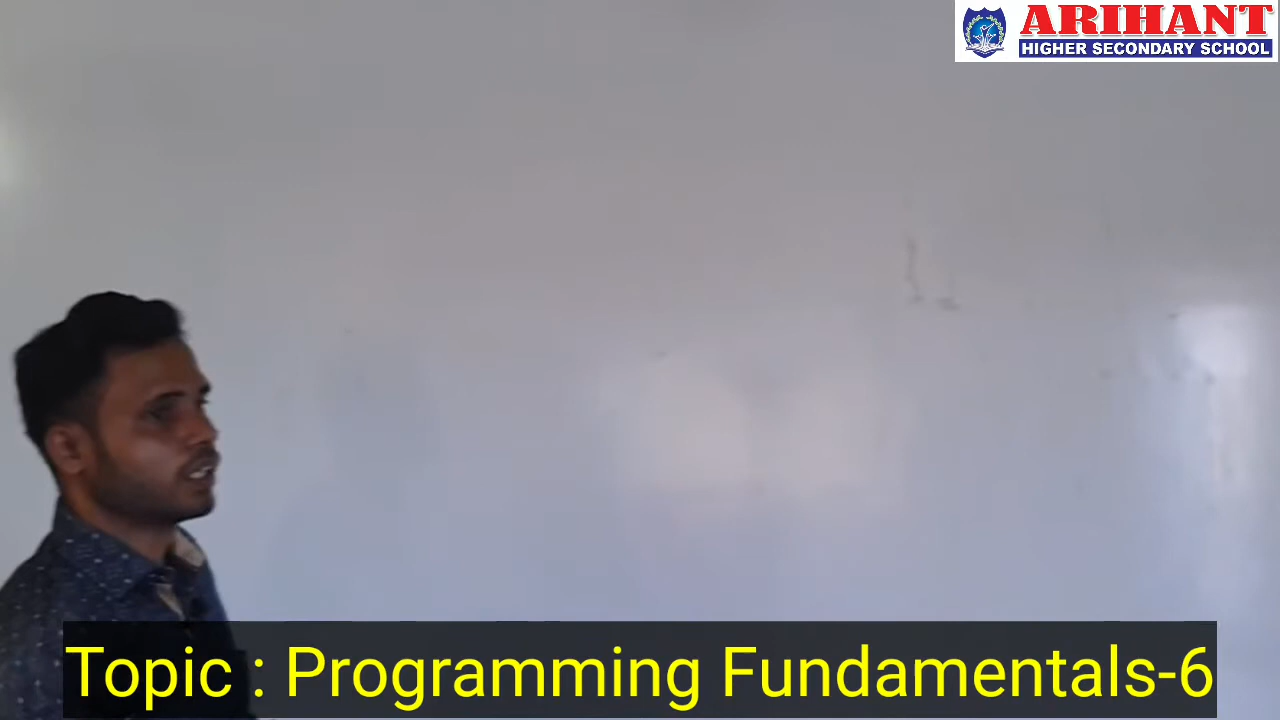 ARIHANT
HIGHER SECONDARY SCHOOL
Topic : Programming Fundamentals-6